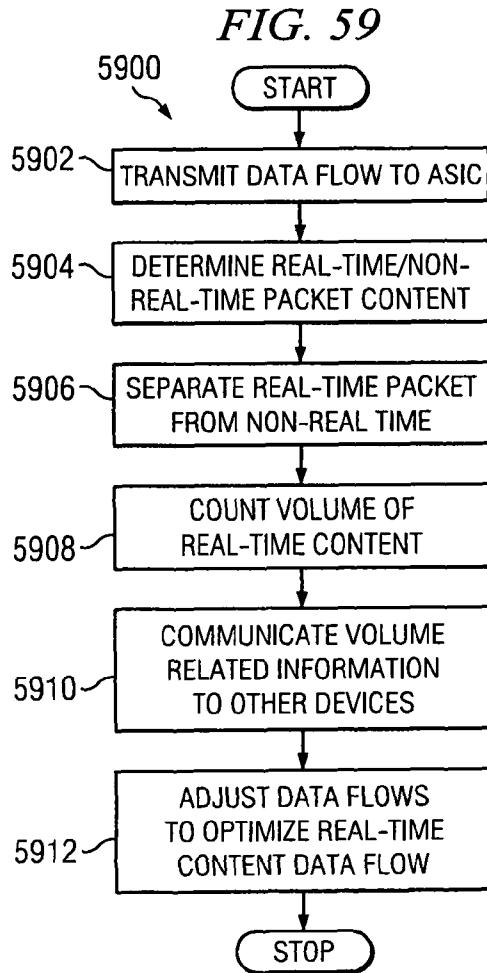 FIG. 59
5900
START
5902
TRANSMIT DATA FLOW TO ASIC
5904
DETERMINE REAL-TIME/NON-
REAL-TIME PACKET CONTENT
5906
SEPARATE REAL-TIME PACKET
FROM NON-REAL TIME
5908
COUNT VOLUME OF
REAL-TIME CONTENT
5910
COMMUNICATE VOLUME
RELATED INFORMATION
TO OTHER DEVICES
5912
ADJUST DATA FLOWS
TO OPTIMIZE REAL-TIME
CONTENT DATA FLOW
STOP